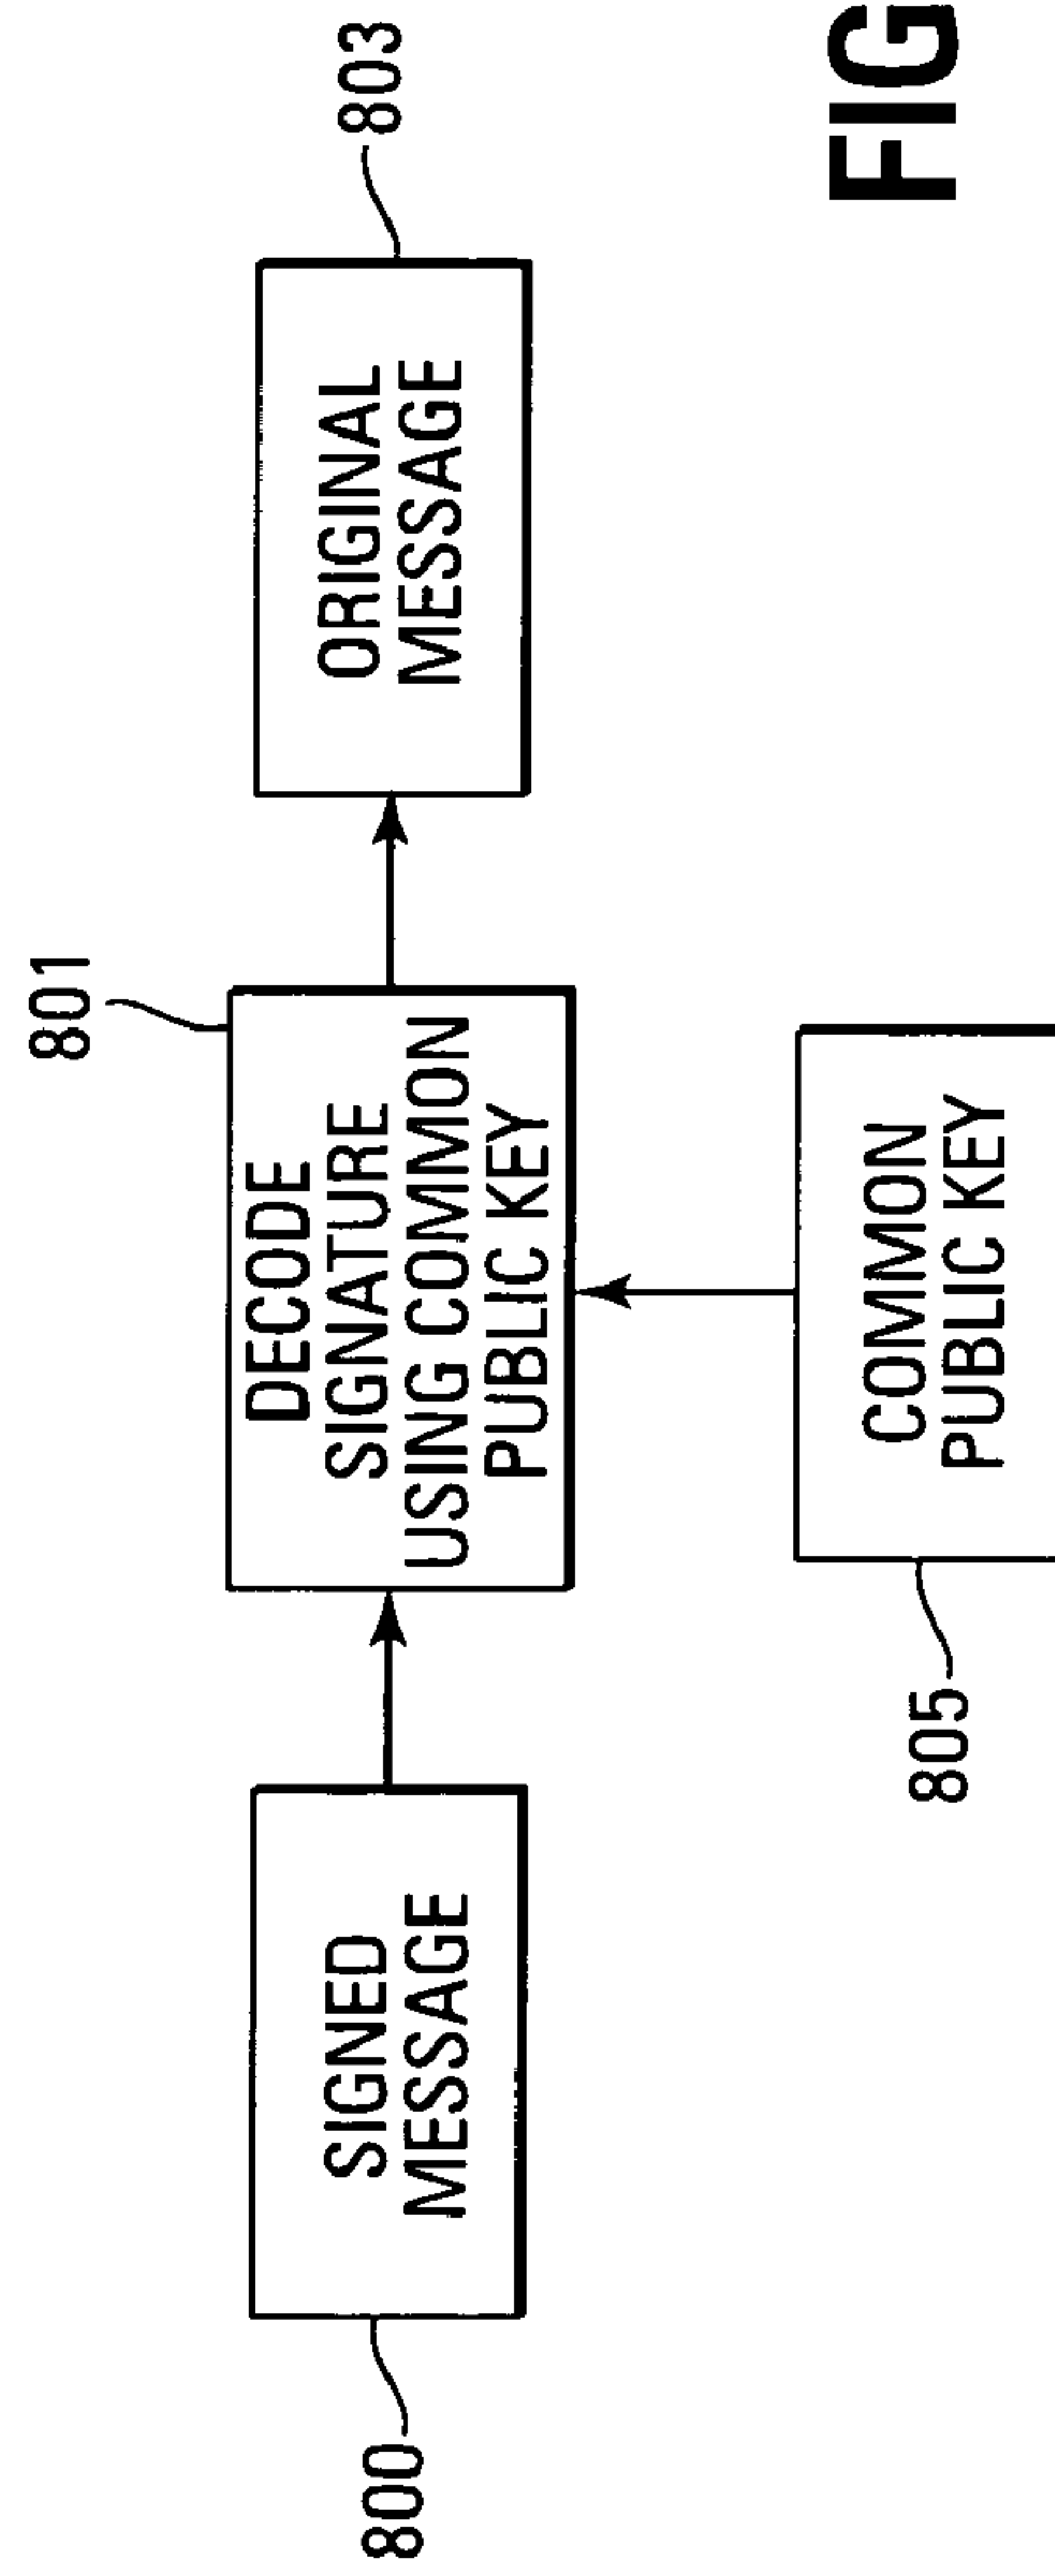 801
803
SIGNED
MESSAGE
DECODE
SIGNATURE
USING COMMON
PUBLIC KEY
ORIGINAL
MESSAGE
800
805
COMMON
PUBLIC KEY
FIG